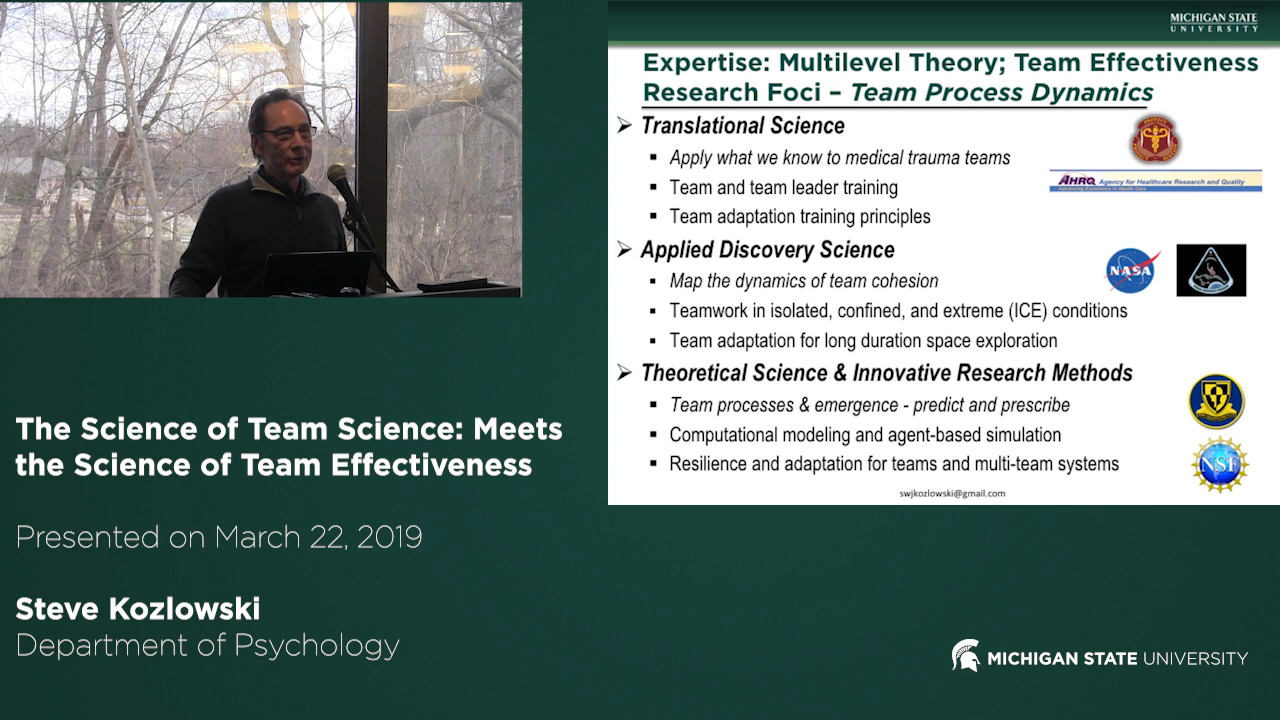 The Science of Team Science: Meets
the Science of Team Effectiveness
Presented on March 22, 2019
Steve Kozlowski
Department of Psychology
MICHIGAN STATE
UNIVERSITY
Expertise: Multilevel Theory; Team Effectiveness
Research Foci – Team Process Dynamics
➢ Translational Science
▪ Apply what we know to medical trauma teams
▪ Team and team leader training
▪ Team adaptation training principles
AHRQ Agency for Healthcare Research and Quality
Advancing Excellence in Health Care
➢ Applied Discovery Science
▪ Map the dynamics of team cohesion
▪ Teamwork in isolated, confined, and extreme (ICE) conditions
▪ Team adaptation for long duration space exploration
NASA
➢ Theoretical Science & Innovative Research Methods
▪ Team processes & emergence - predict and prescribe
▪ Computational modeling and agent-based simulation
▪ Resilience and adaptation for teams and multi-team systems
NSF
swjkozlowski@gmail.com
MICHIGAN STATE UNIVERSITY